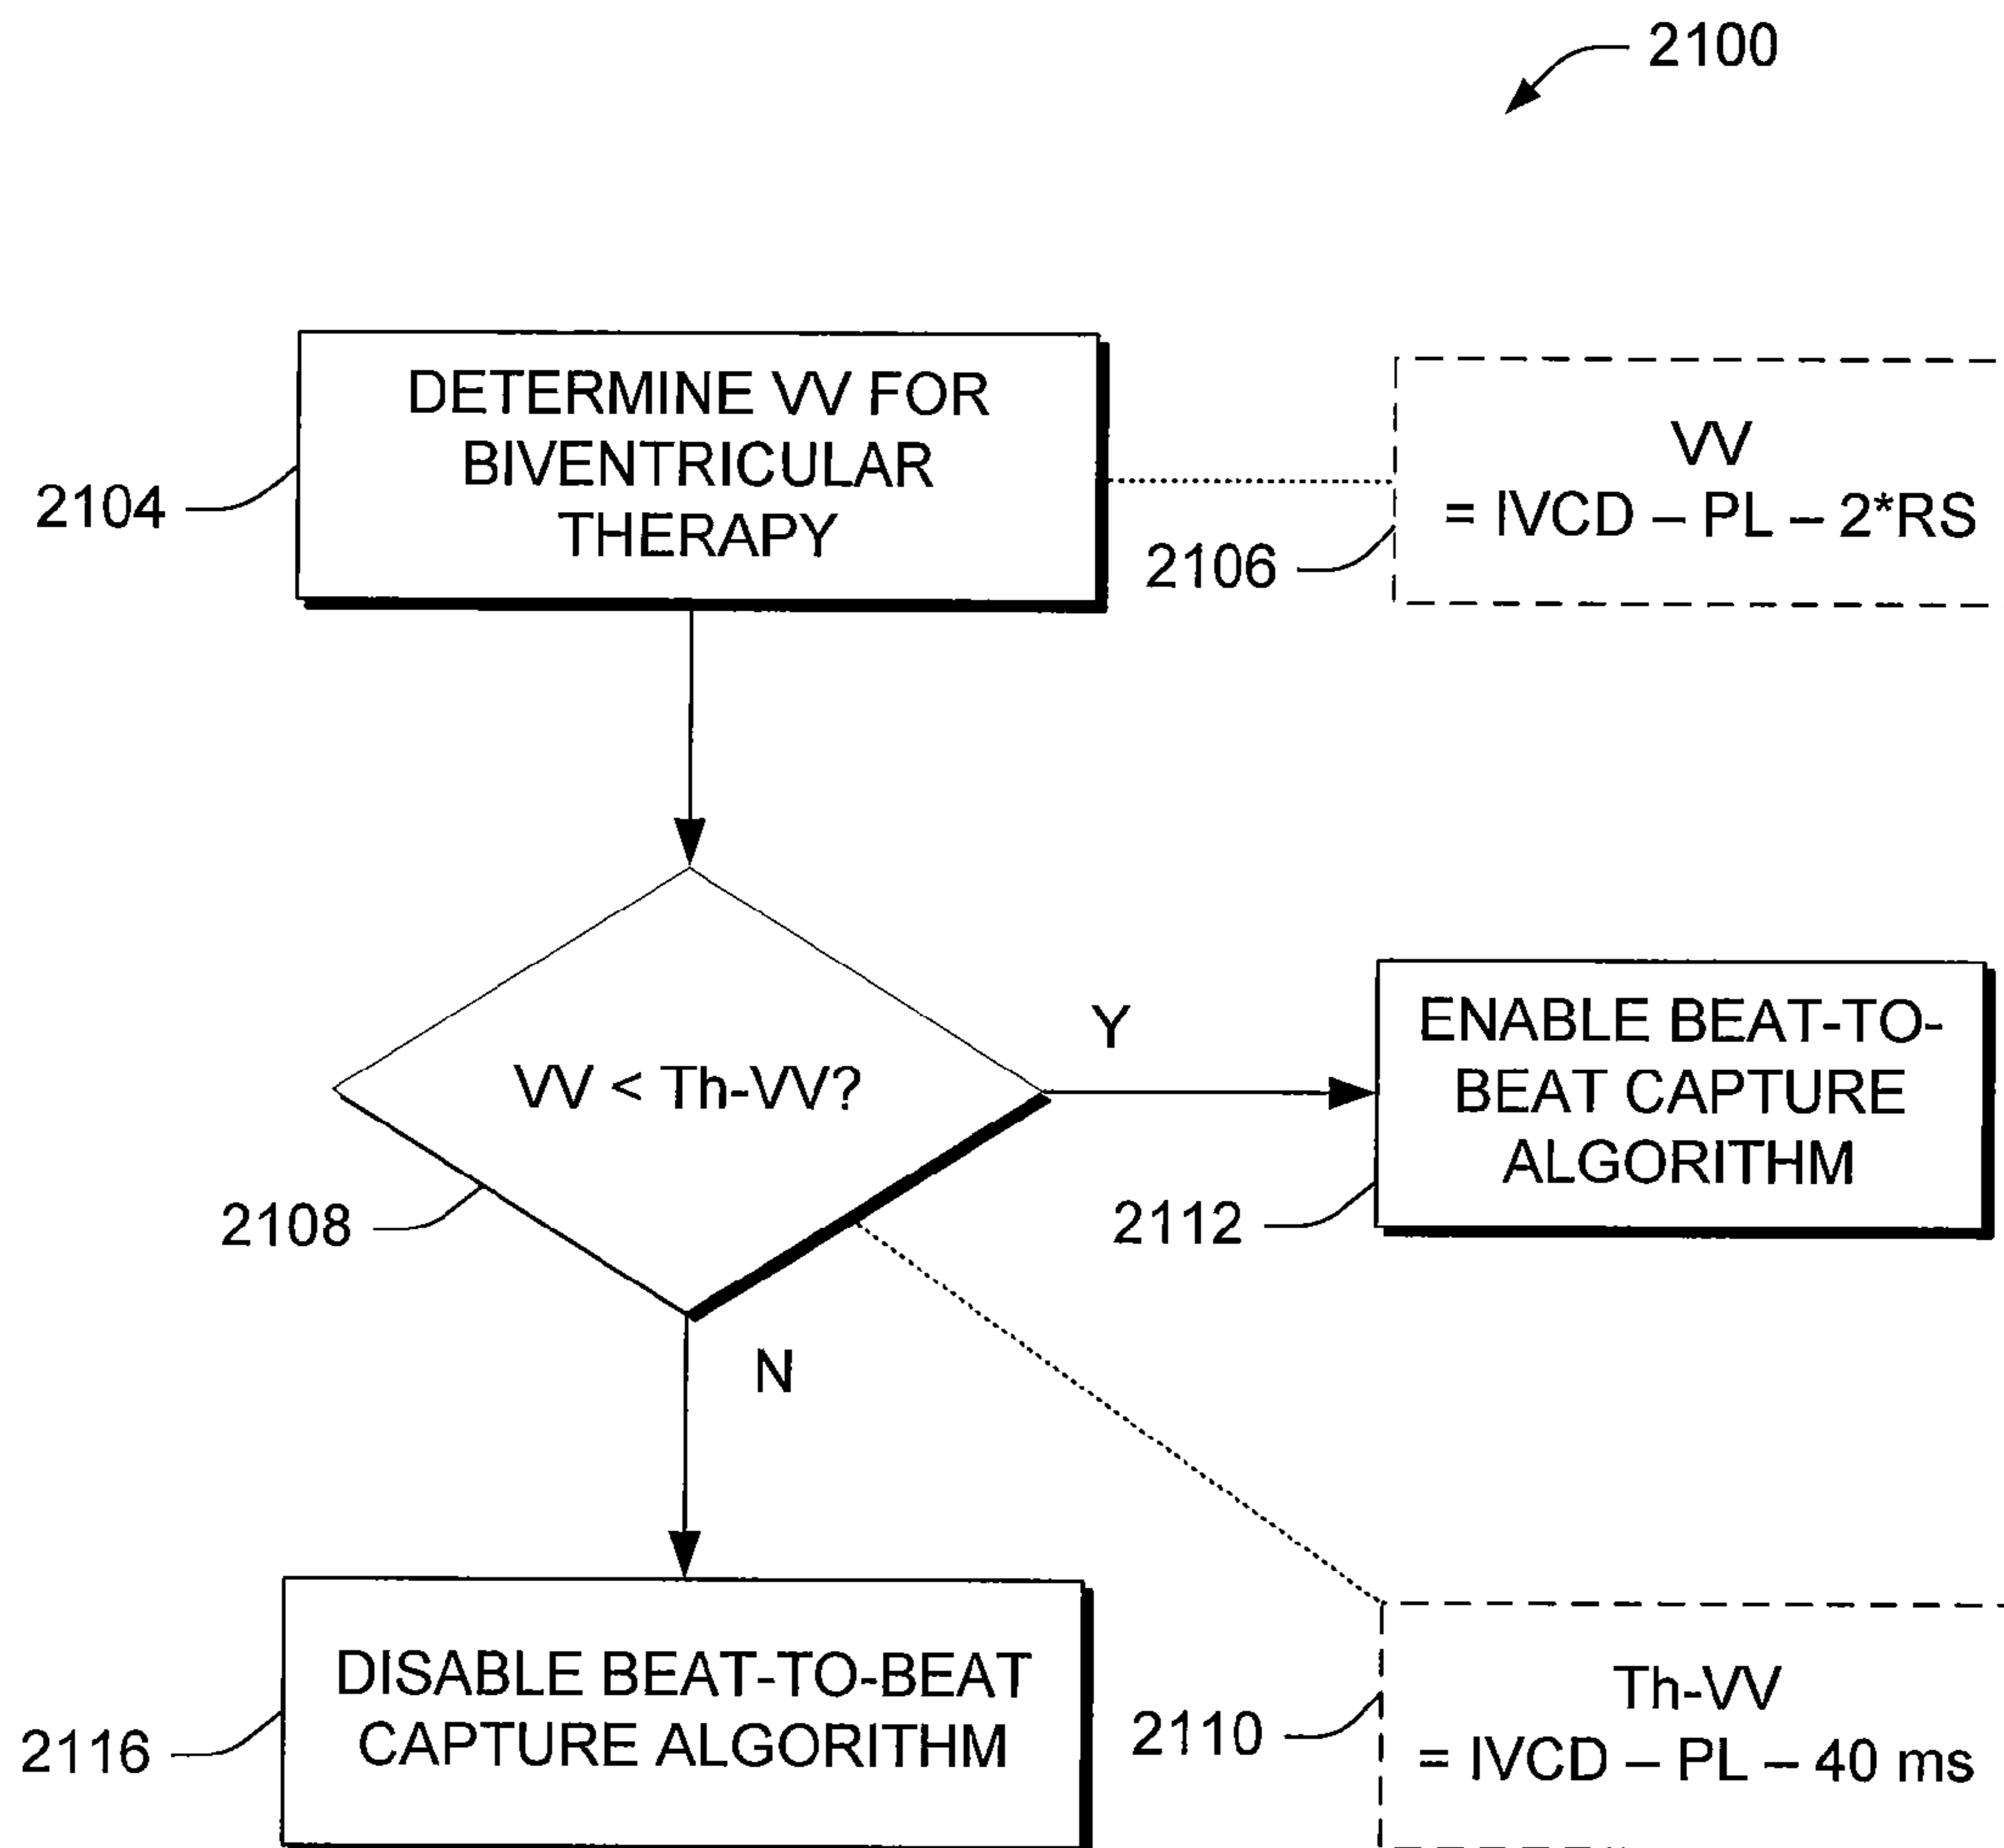 2100
DETERMINE VV FOR
BIVENTRICULAR
THERAPY
2104
VV
= IVCD – PL – 2*RS
2106
VV < Th-VV?
Y
2108
ENABLE BEAT-TO-
BEAT CAPTURE
ALGORITHM
2112
N
DISABLE BEAT-TO-BEAT
CAPTURE ALGORITHM
2116
Th-VV
= IVCD – PL – 40 ms
2110